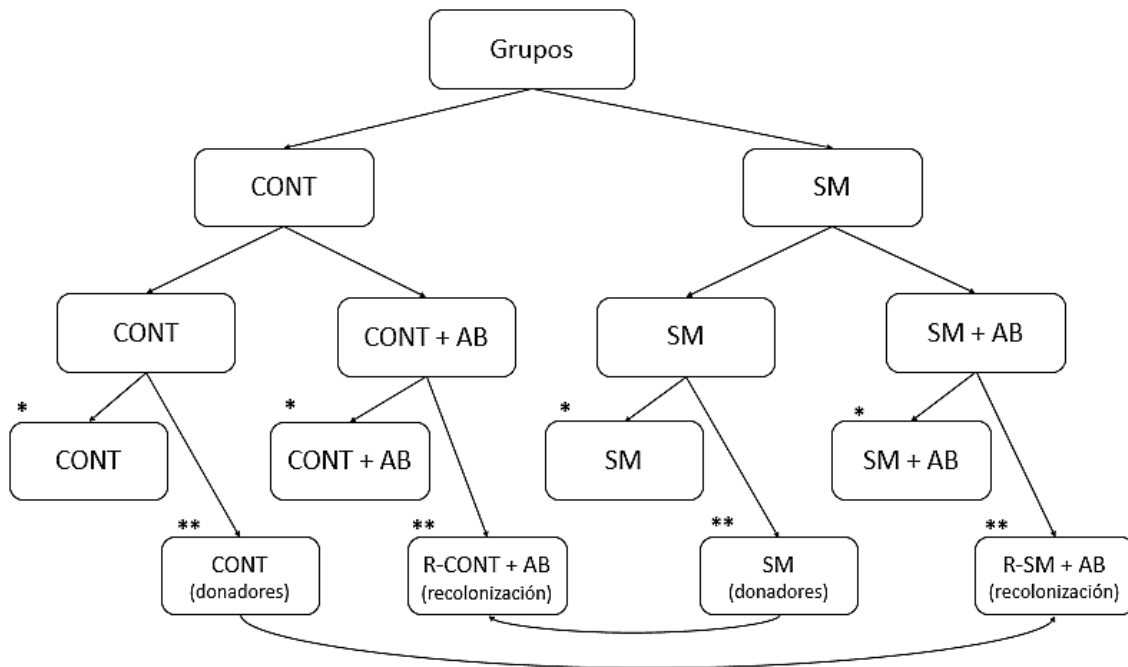 Grupos
CONT
SM
CONT
CONT + AB
SM
SM + AB
*
*
*
*
CONT
CONT + AB
SM
SM + AB
**
**
**
**
CONT
(donadores)
R-CONT + AB
(recolonización)
SM
(donadores)
R-SM + AB
(recolonización)